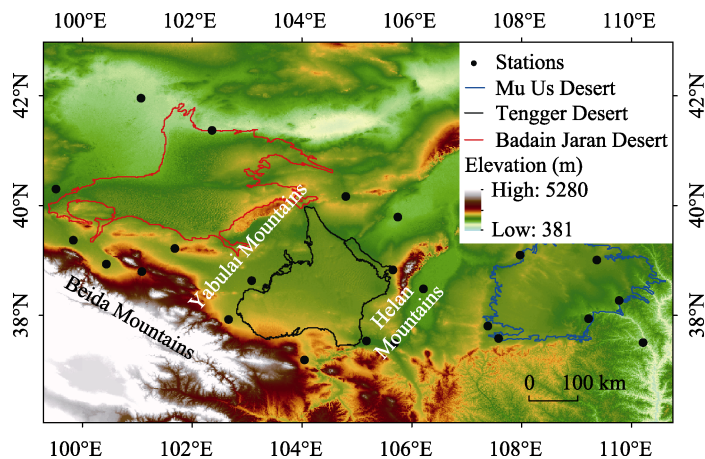 100°E 102°E 104°E 106°E 108°E 110°E
42°N
40°N
38°N
42°N
40°N
38°N
Stations
Mu Us Desert
Tengger Desert
Badain Jaran Desert
Elevation (m)
High: 5280
Low: 381
Yabulai Mountains
Helan
Mountains
Beida Mountains
0 100 km
100°E 102°E 104°E 106°E 108°E 110°E